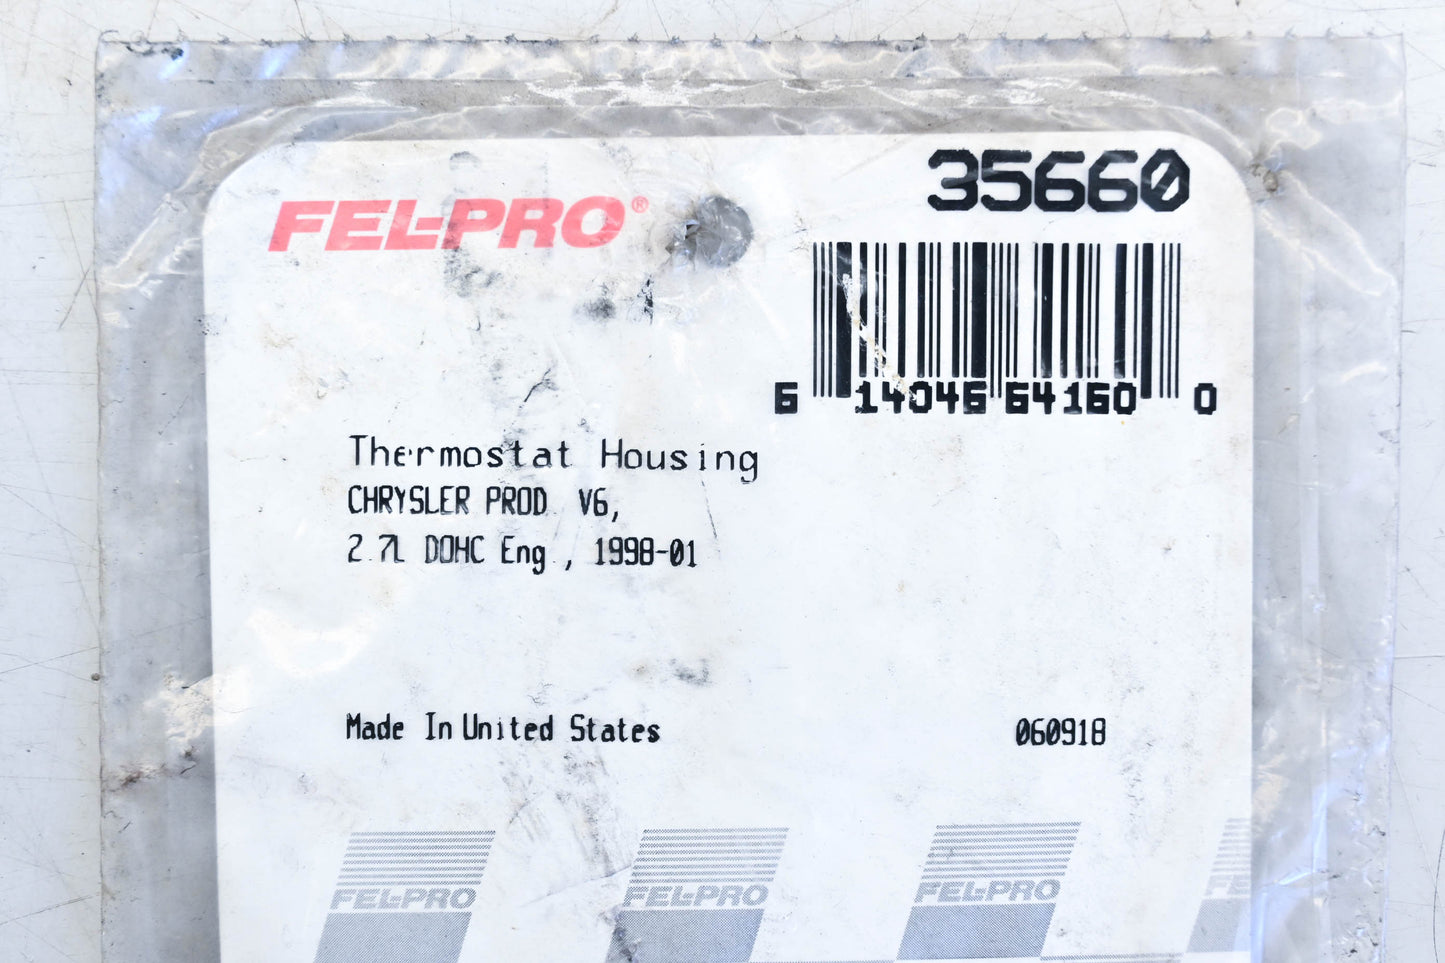 35660
FEL-PRO®
6 14046 64160 0
Thermostat Housing
CHRYSLER PROD. V6,
2.7L DOHC Eng., 1998-01
Made In United States 060918
FEL-PRO FEL-PRO FEL-PRO FE